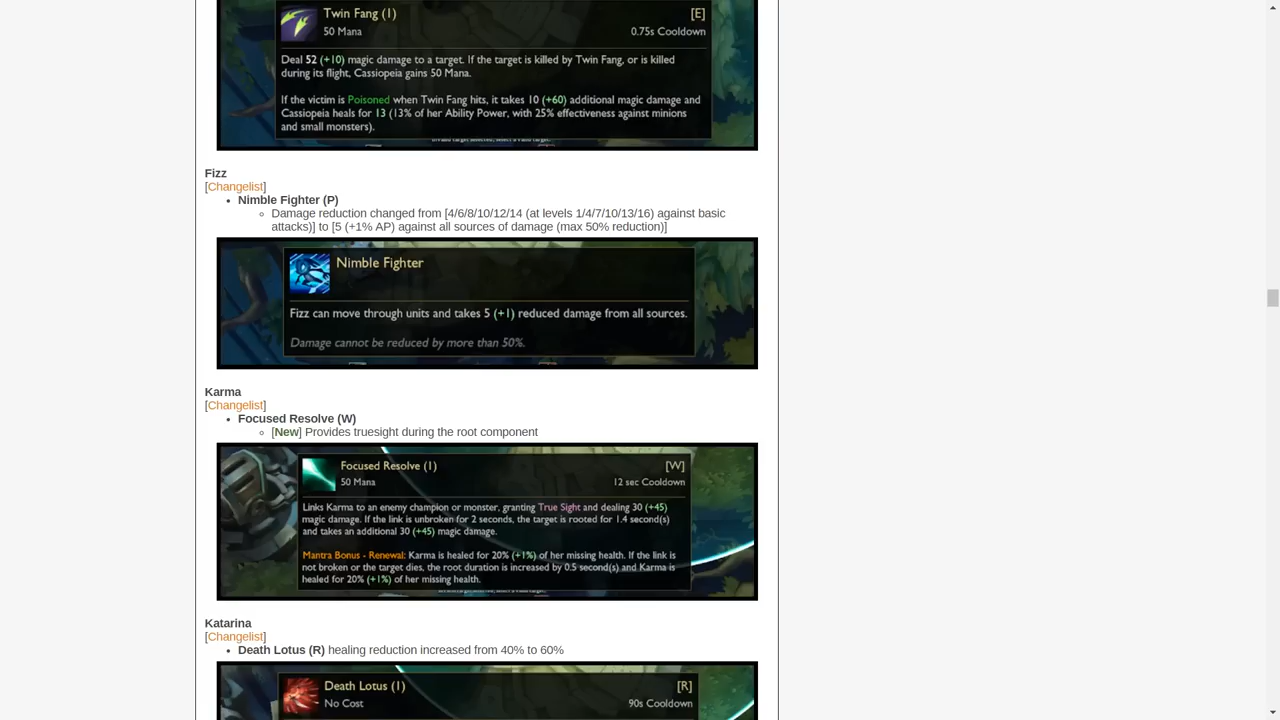 Twin Fang (1) [E]
50 Mana 0.75s Cooldown
Deal 52 (+10) magic damage to a target. If the target is killed by Twin Fang, or is killed
during its flight, Cassiopeia gains 50 Mana.
If the victim is Poisoned when Twin Fang hits, it takes 10 (+60) additional magic damage and
Cassiopeia heals for 13 (13% of her Ability Power, with 25% effectiveness against minions
and small monsters).
Fizz
[Changelist]
• Nimble Fighter (P)
◦ Damage reduction changed from [4/6/8/10/12/14 (at levels 1/4/7/10/13/16) against basic
attacks)] to [5 (+1% AP) against all sources of damage (max 50% reduction)]
Nimble Fighter
Fizz can move through units and takes 5 (+1) reduced damage from all sources.
Damage cannot be reduced by more than 50%.
Karma
[Changelist]
• Focused Resolve (W)
◦ [New] Provides truesight during the root component
Focused Resolve (1) [W]
50 Mana 12 sec Cooldown
Links Karma to an enemy champion or monster, granting True Sight and dealing 30 (+45)
magic damage. If the link is unbroken for 2 seconds, the target is rooted for 1.4 second(s)
and takes an additional 30 (+45) magic damage.
Mantra Bonus - Renewal: Karma is healed for 20% (+1%) of her missing health. If the link is
not broken or the target dies, the root duration is increased by 0.5 second(s) and Karma is
healed for 20% (+1%) of her missing health.
Katarina
[Changelist]
• Death Lotus (R) healing reduction increased from 40% to 60%
Death Lotus (1) [R]
No Cost 90s Cooldown